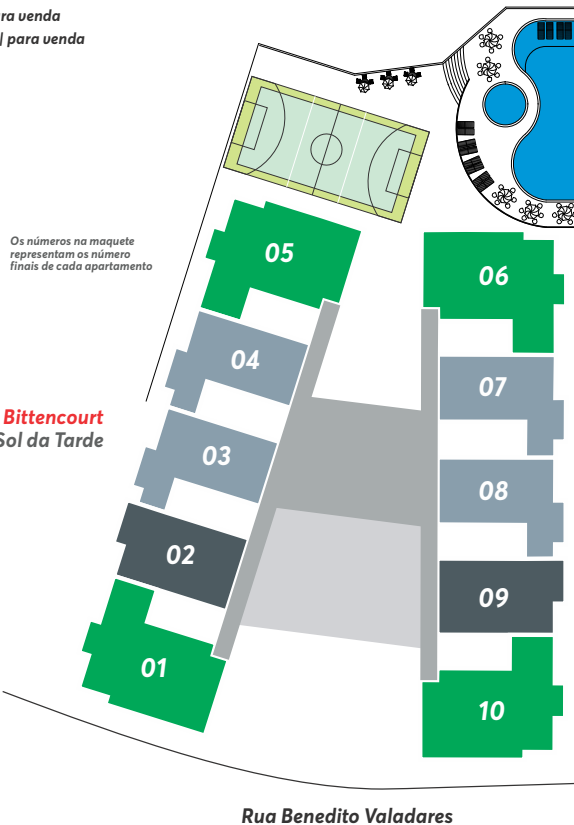 ra venda
para venda
Os números na maquete
representam os número
finais de cada apartamento
05
06
04
07
Bittencourt
Sol da Tarde
03
08
02
09
01
10
Rua Benedito Valadares